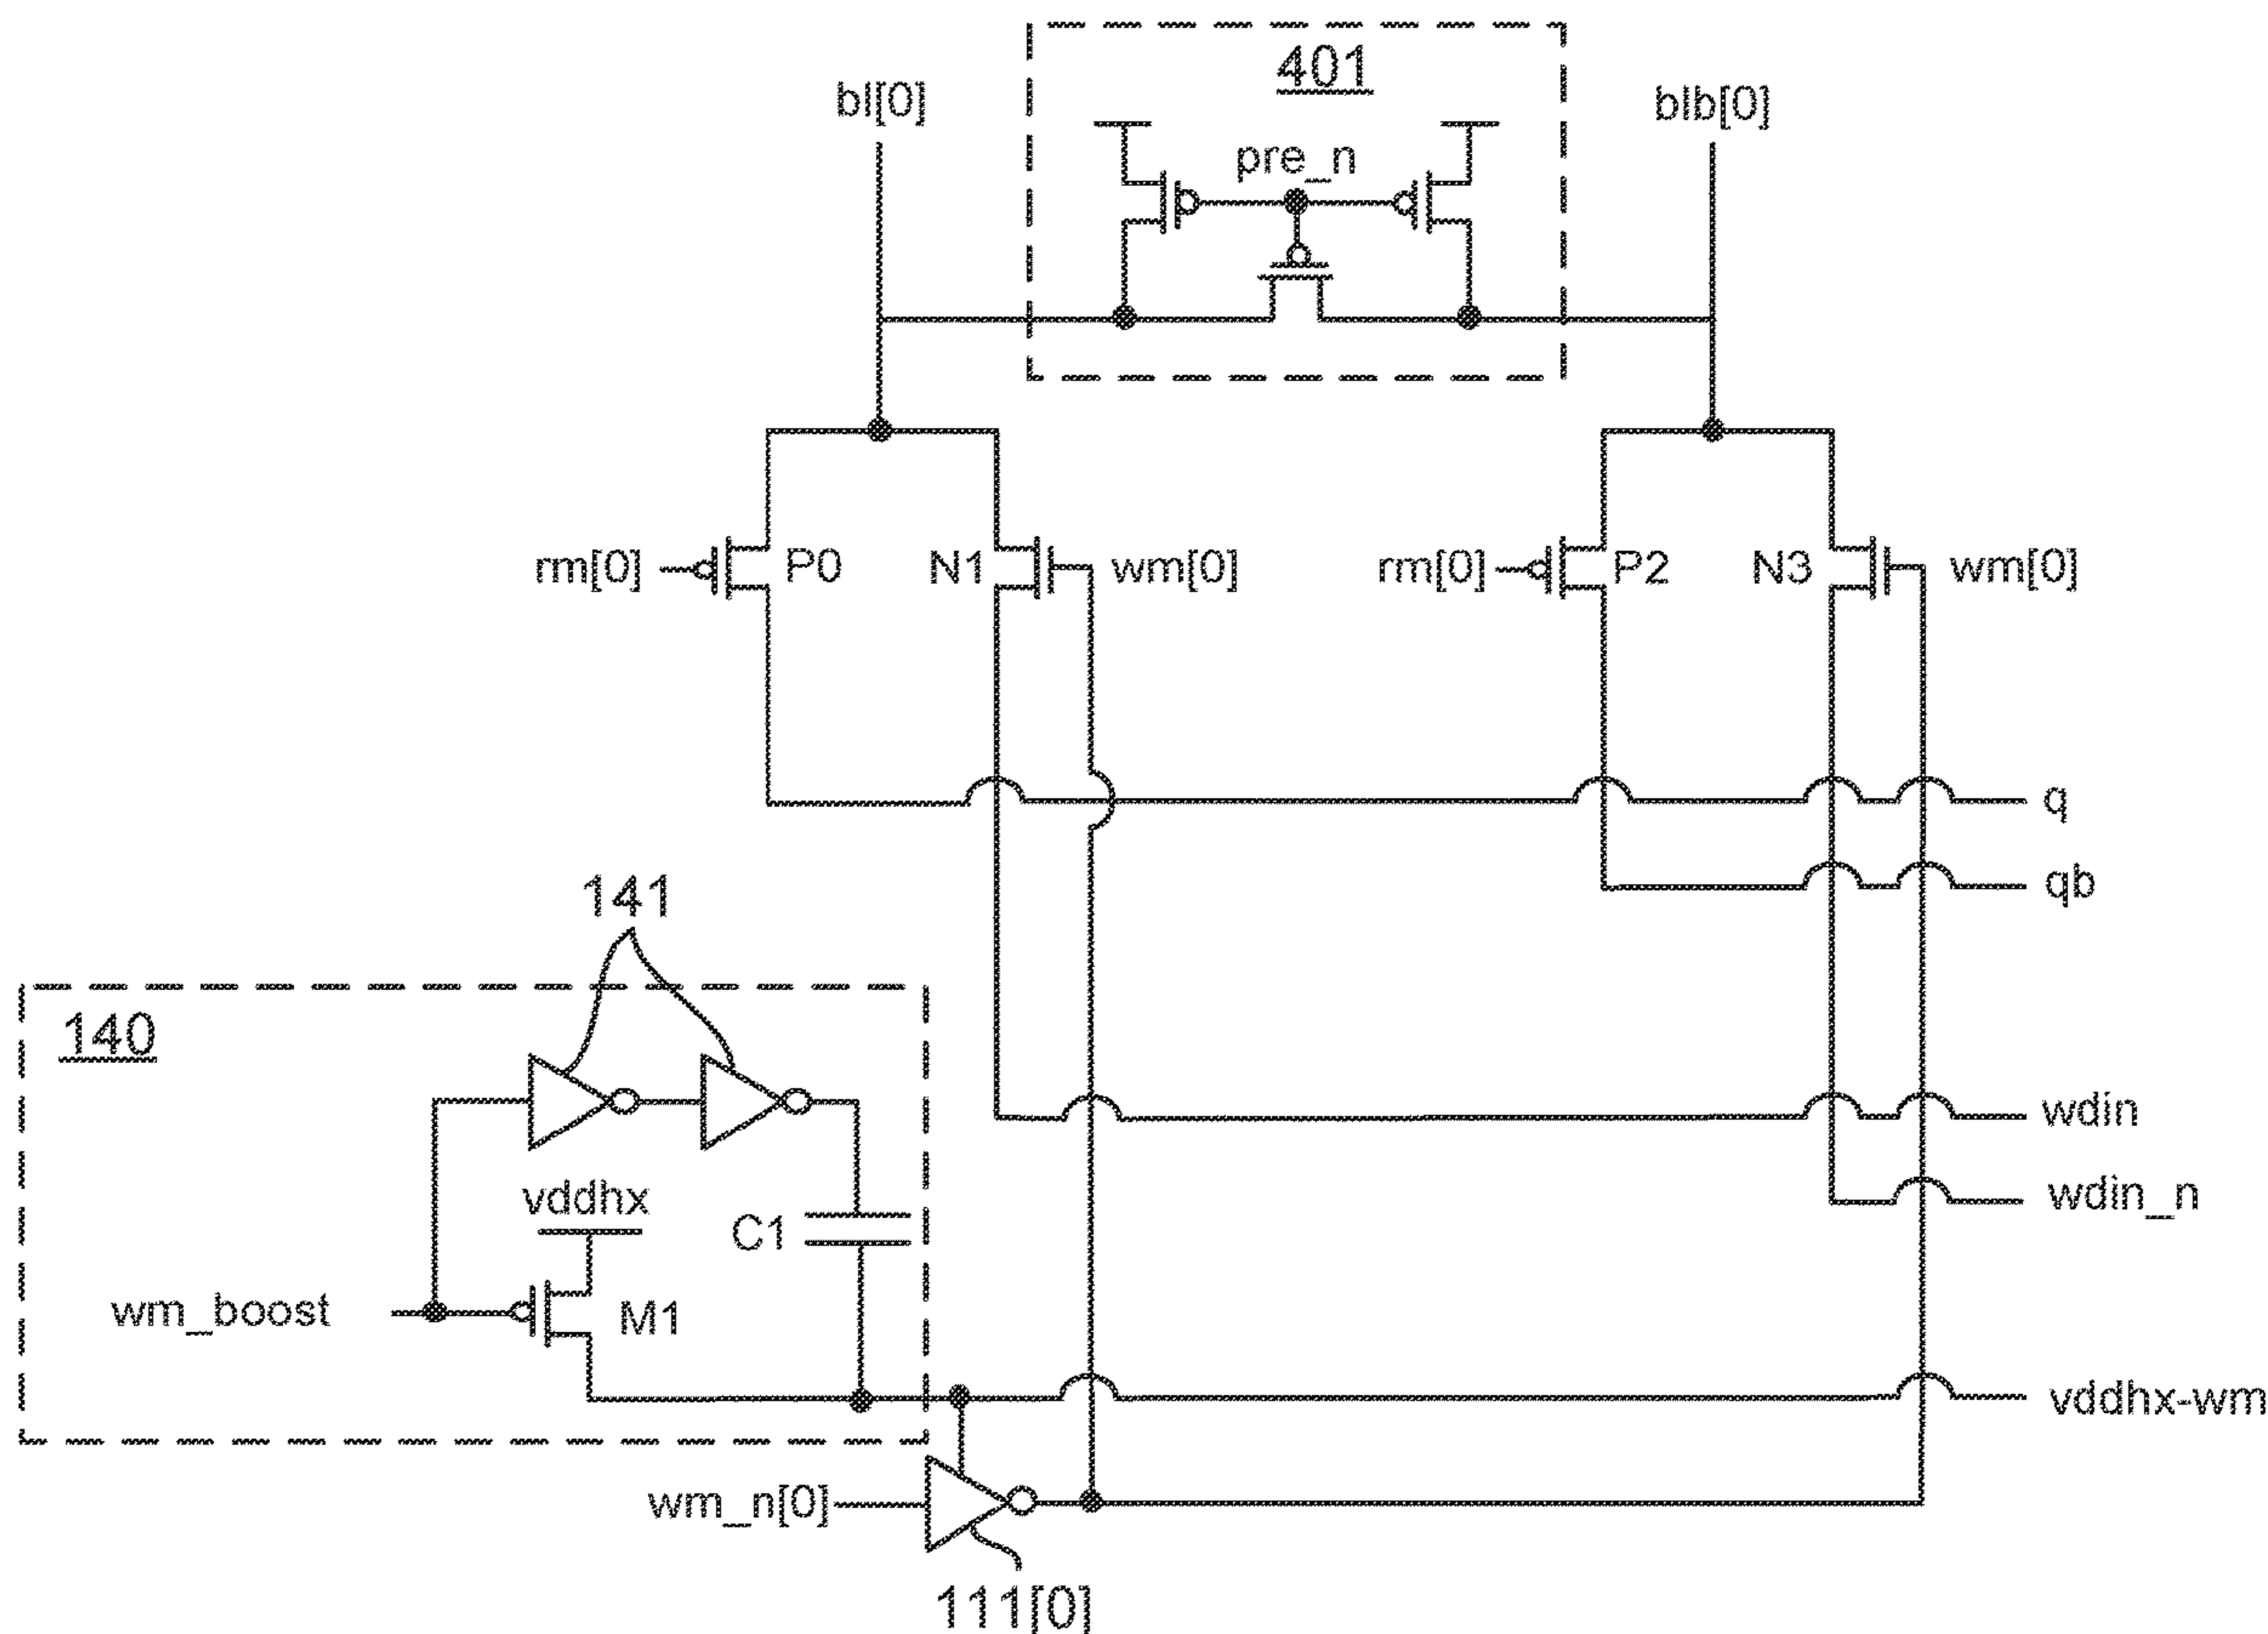 401
bl[0]
blb[0]
pre_n
rm[0]
P0
N1
wm[0]
rm[0]
P2
N3
wm[0]
q
qb
141
140
wdin
vddhx
wdin_n
C1
wm_boost
M1
vddhx-wm
wm_n[0]
111[0]